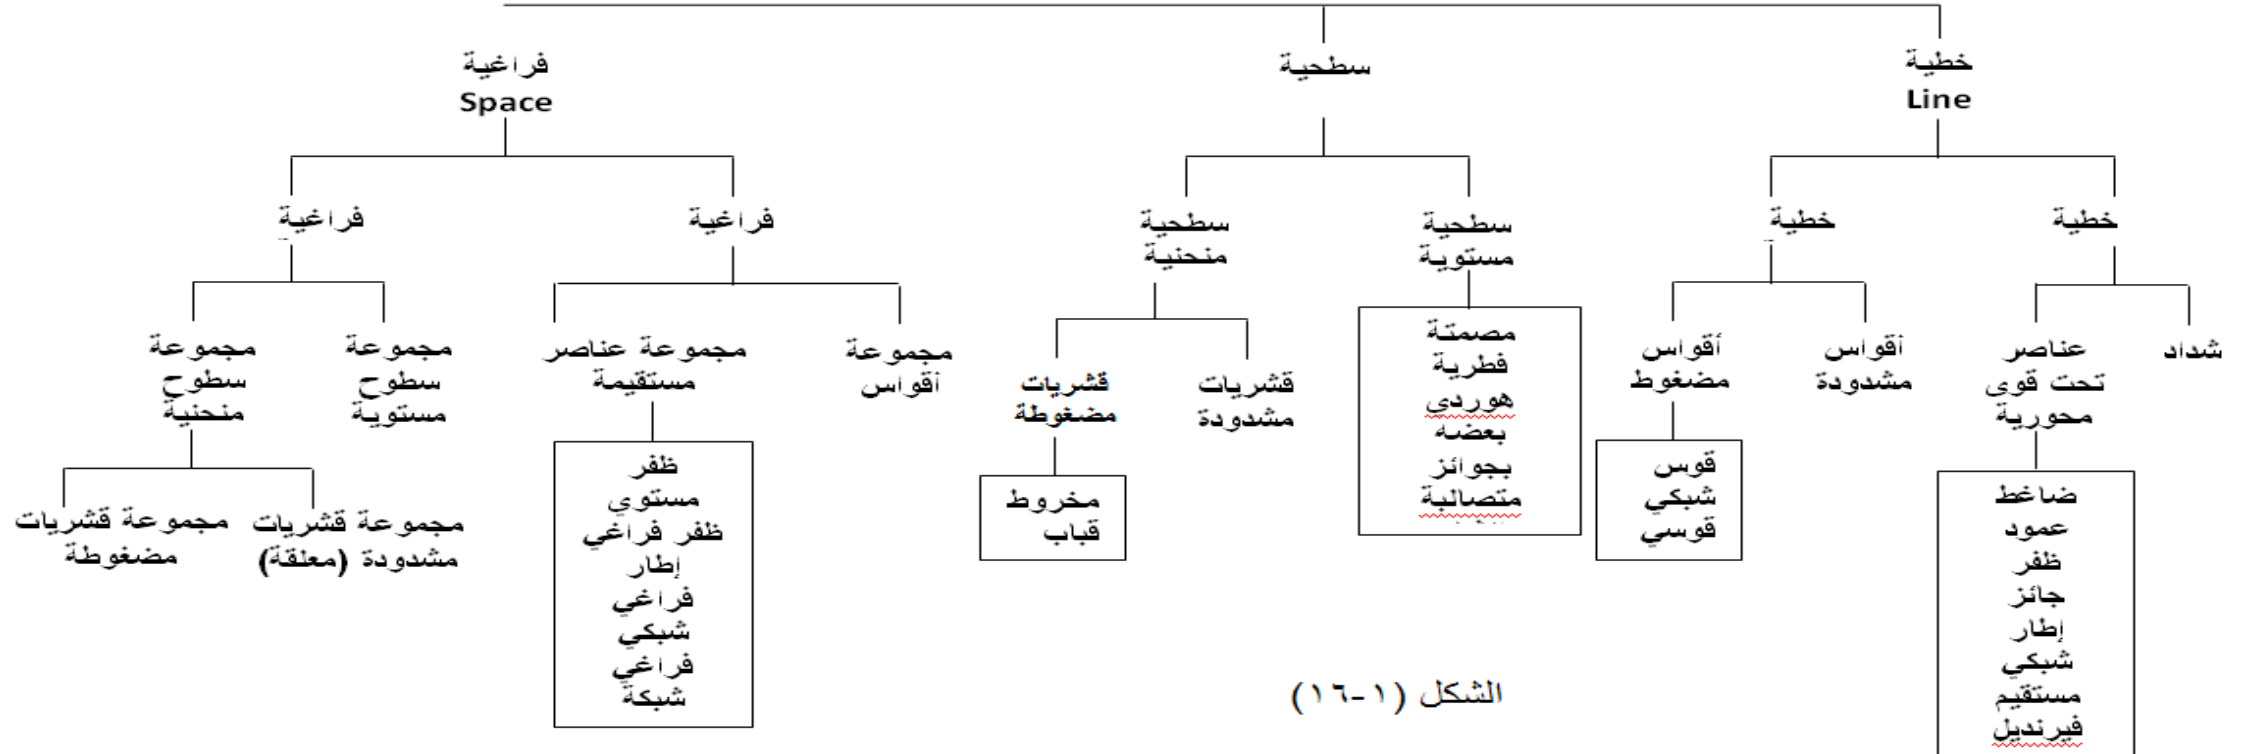 خطية
Line
سطحية
فراغية
Space
خطية
خطية
سطحية
مستوية
سطحية
منحنية
فراغية
فراغية
شداد
عناصر
تحت قوى
محورية
أقواس
مشدودة
أقواس
مضغوط
مصمتة
فطرية
هوردي
بعضه
بجوائز
متصالبة
قشريات
مشدودة
قشريات
مضغوطة
مجموعة
أقواس
مجموعة عناصر
مستقيمة
مجموعة
سطوح
مستوية
مجموعة
سطوح
منحنية
ضاغط
عمود
ظفر
جائز
إطار
شبكي
مستقيم
فيرنديل
قوس
شبكي
قوسي
مخروط
قباب
ظفر
مستوي
ظفر فراغي
إطار
فراغي
شبكي
فراغي
شبكة
مجموعة قشريات
مشدودة (معلقة)
مجموعة قشريات
مضغوطة
الشكل (١-١٦)